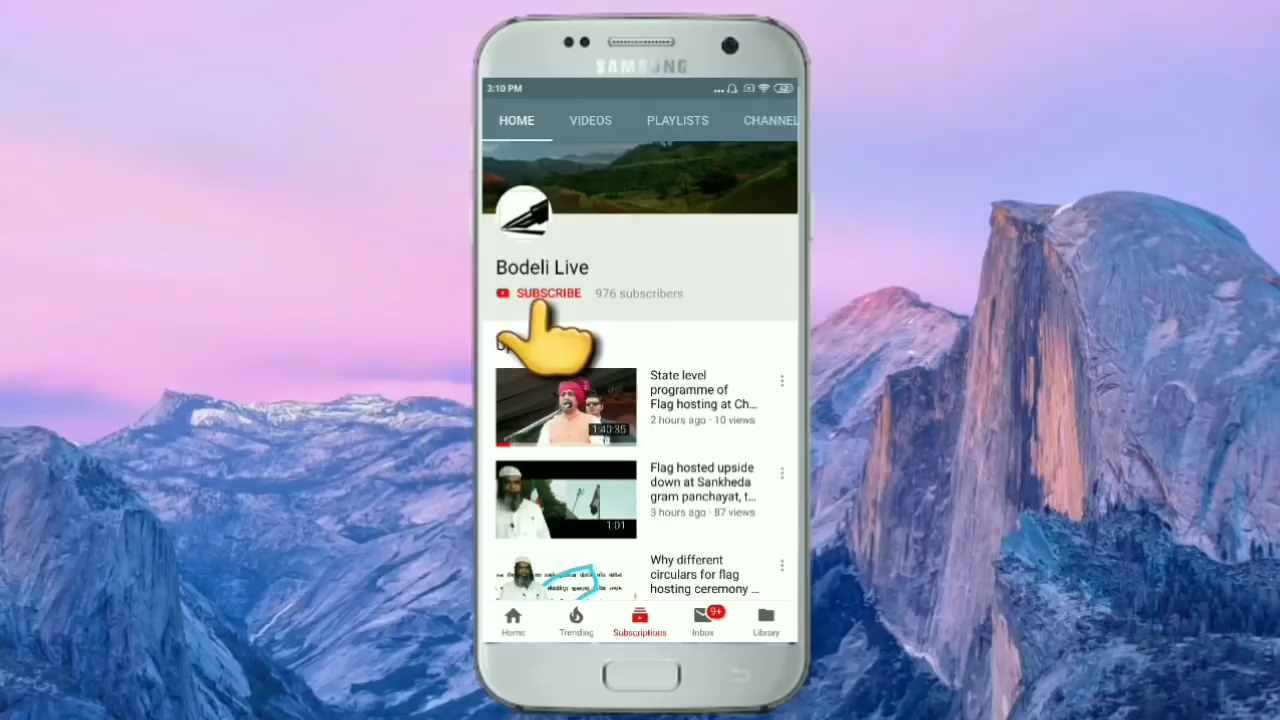 SAMSUNG
3:10 PM
HOME VIDEOS PLAYLISTS CHANNEL
Bodeli Live
SUBSCRIBE 976 subscribers
State level
programme of
Flag hosting at Ch...
2 hours ago · 10 views
1:40:35
Flag hosted upside
down at Sankheda
gram panchayat, t...
3 hours ago · 87 views
1:01
Why different
circulars for flag
hosting ceremony ...
9+
Home Trending Subscriptions Inbox Library